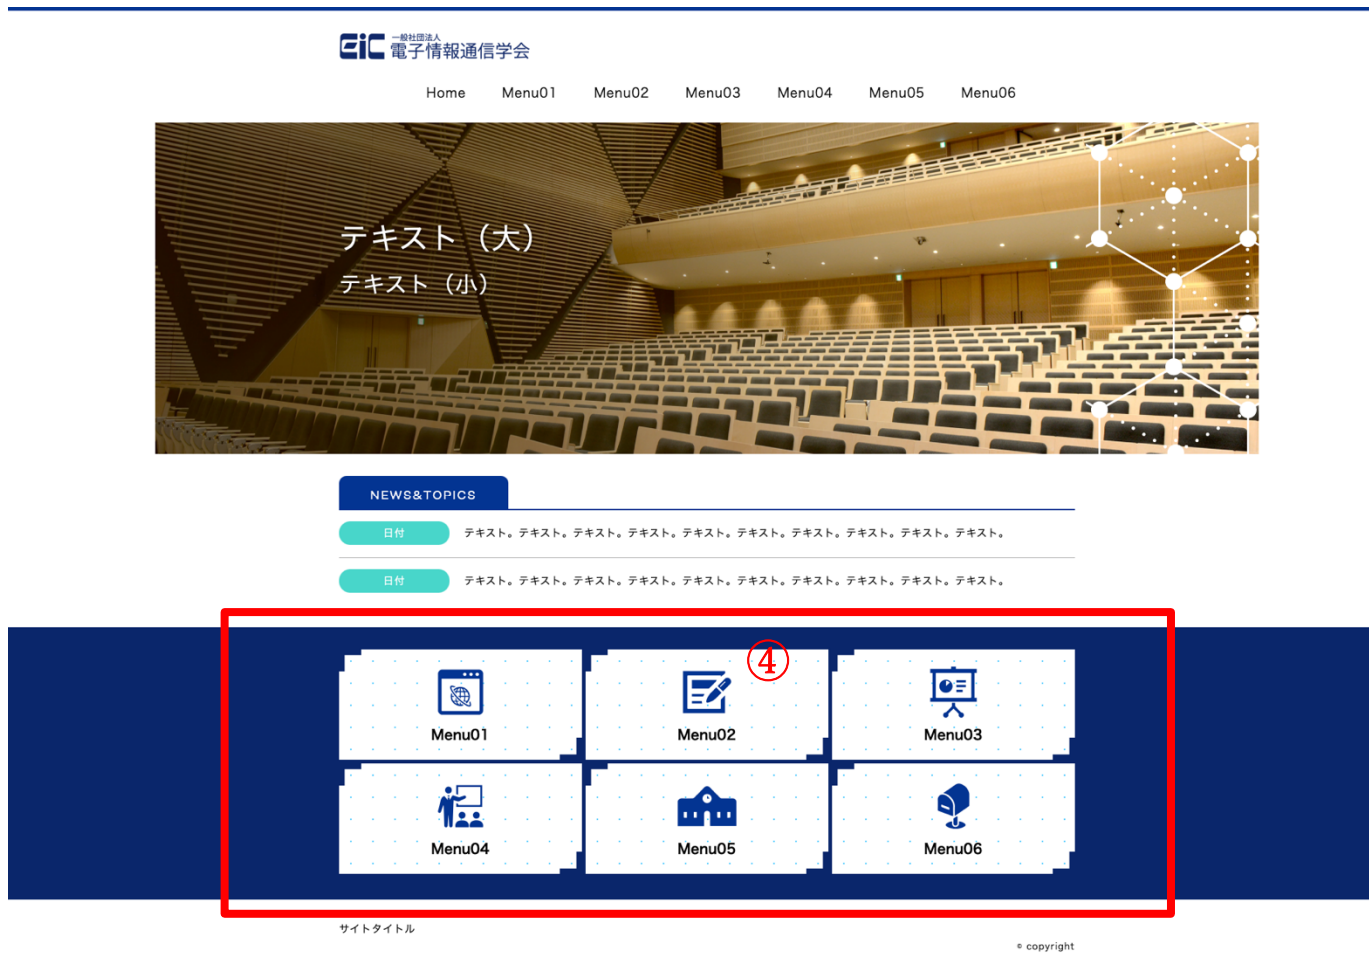 EiC 一般社団法人
電子情報通信学会
Home Menu01 Menu02 Menu03 Menu04 Menu05 Menu06
テキスト（大）
テキスト（小）
NEWS&TOPICS
日付 テキスト。テキスト。テキスト。テキスト。テキスト。テキスト。テキスト。テキスト。テキスト。テキスト。
日付 テキスト。テキスト。テキスト。テキスト。テキスト。テキスト。テキスト。テキスト。テキスト。テキスト。
④
Menu01 Menu02 Menu03
Menu04 Menu05 Menu06
サイトタイトル
© copyright